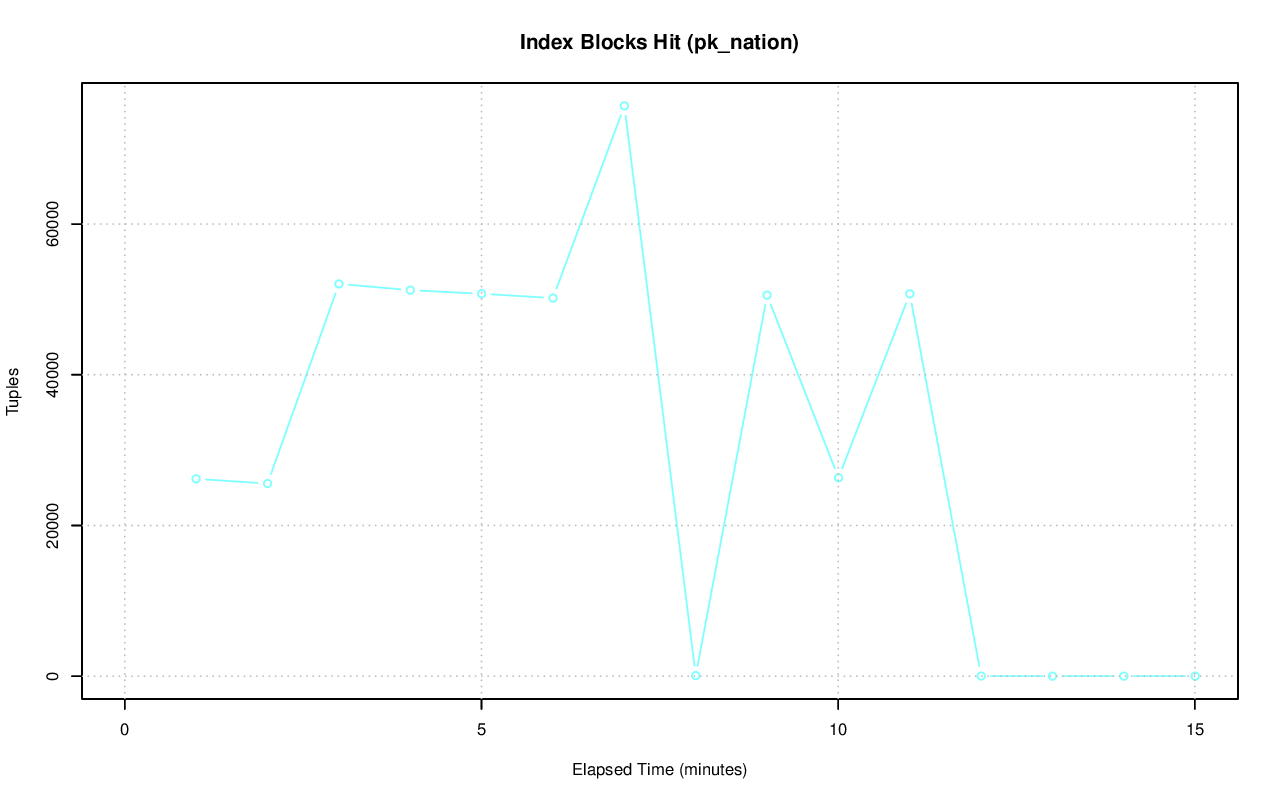 Index Blocks Hit (pk_nation)
Tuples
60000
40000
20000
0
0 5 10 15
Elapsed Time (minutes)